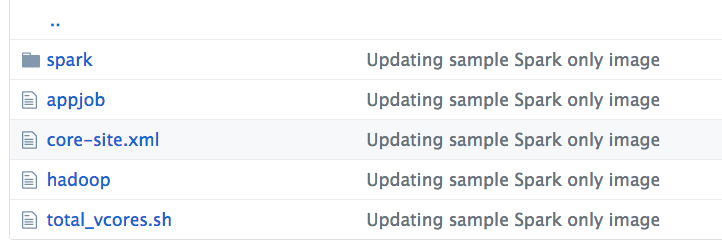 ..
spark Updating sample Spark only image
appjob Updating sample Spark only image
core-site.xml Updating sample Spark only image
hadoop Updating sample Spark only image
total_vcores.sh Updating sample Spark only image